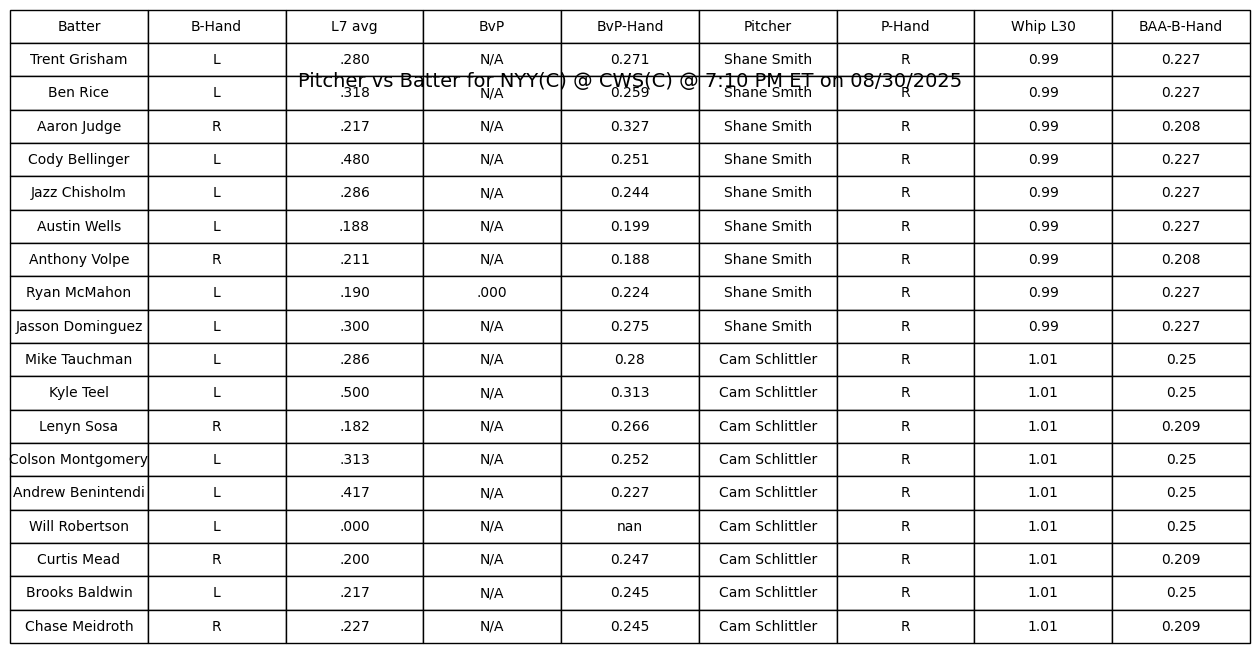 Batter B-Hand L7 avg BvP BvP-Hand Pitcher P-Hand Whip L30 BAA-B-Hand
Trent Grisham L .280 N/A 0.271 Shane Smith R 0.99 0.227
Pitcher vs Batter for NYY(C) @ CWS(C) @ 7:10 PM ET on 08/30/2025
Ben Rice L .318 N/A 0.259 Shane Smith R 0.99 0.227
Aaron Judge R .217 N/A 0.327 Shane Smith R 0.99 0.208
Cody Bellinger L .480 N/A 0.251 Shane Smith R 0.99 0.227
Jazz Chisholm L .286 N/A 0.244 Shane Smith R 0.99 0.227
Austin Wells L .188 N/A 0.199 Shane Smith R 0.99 0.227
Anthony Volpe R .211 N/A 0.188 Shane Smith R 0.99 0.208
Ryan McMahon L .190 .000 0.224 Shane Smith R 0.99 0.227
Jasson Dominguez L .300 N/A 0.275 Shane Smith R 0.99 0.227
Mike Tauchman L .286 N/A 0.28 Cam Schlittler R 1.01 0.25
Kyle Teel L .500 N/A 0.313 Cam Schlittler R 1.01 0.25
Lenyn Sosa R .182 N/A 0.266 Cam Schlittler R 1.01 0.209
Colson Montgomery L .313 N/A 0.252 Cam Schlittler R 1.01 0.25
Andrew Benintendi L .417 N/A 0.227 Cam Schlittler R 1.01 0.25
Will Robertson L .000 N/A nan Cam Schlittler R 1.01 0.25
Curtis Mead R .200 N/A 0.247 Cam Schlittler R 1.01 0.209
Brooks Baldwin L .217 N/A 0.245 Cam Schlittler R 1.01 0.25
Chase Meidroth R .227 N/A 0.245 Cam Schlittler R 1.01 0.209